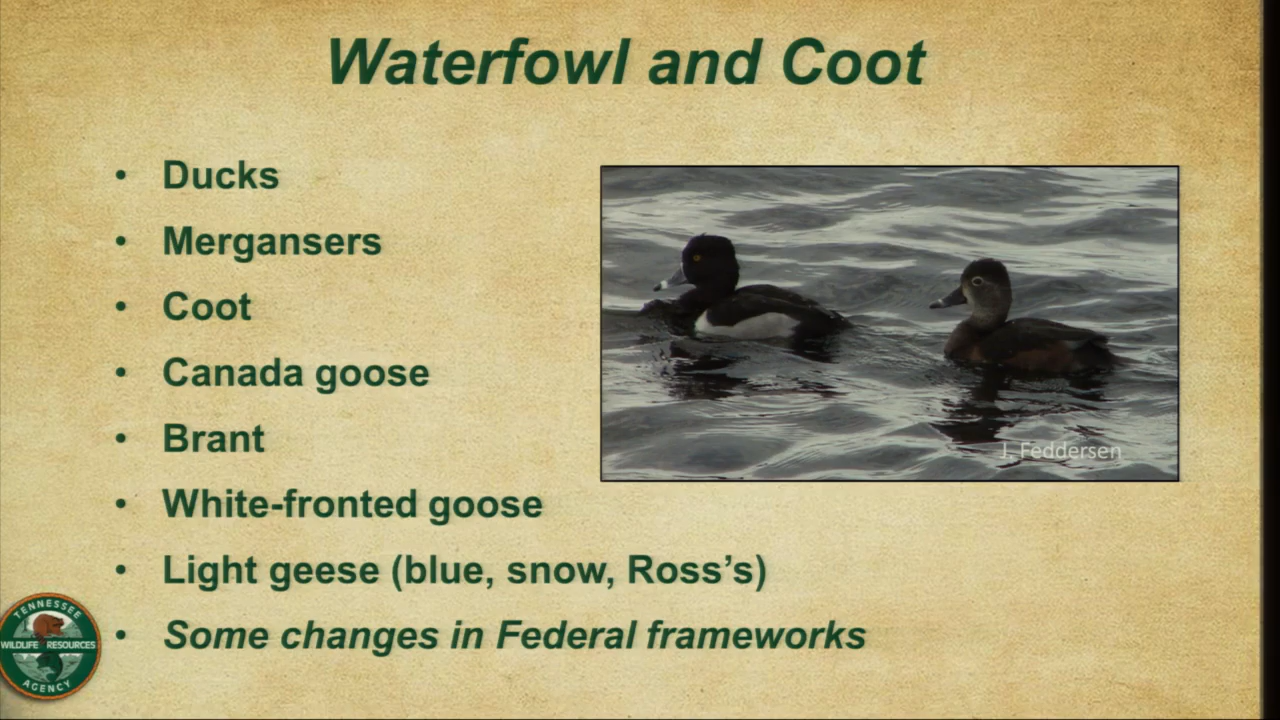 Waterfowl and Coot
• Ducks
• Mergansers
• Coot
• Canada goose
• Brant
• White-fronted goose
• Light geese (blue, snow, Ross’s)
• Some changes in Federal frameworks
J. Feddersen
TENNESSEE
WILDLIFE RESOURCES
AGENCY